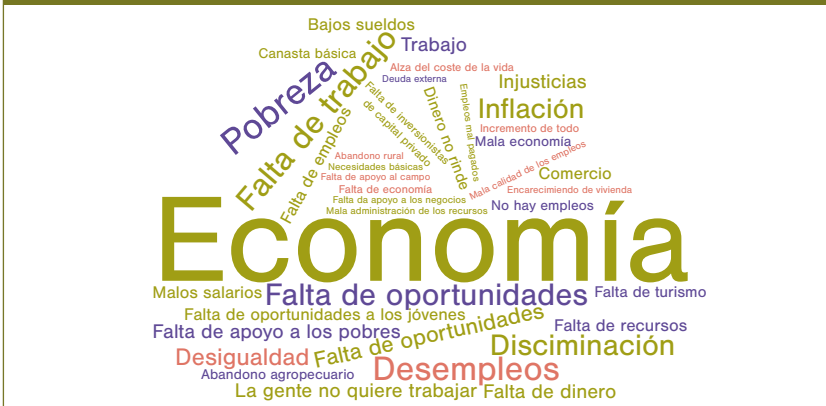 Bajos sueldos
Trabajo
Canasta básica
Alza del coste de la vida
Deuda externa
Injusticias
Pobreza
Falta de trabajo
Falta de empleos
Falta de inversionistas
de capital privado
Dinero no rinde
Empleos mal pagados
Inflación
Incremento de todo
Mala economía
Abandono rural
Necesidades básicas
Falta de apoyo al campo
Mala calidad de los empleos
Comercio
Falta de economía
Encarecimiento de vivienda
Falta da apoyo a los negocios
No hay empleos
Mala administración de los recursos
Economía
Malos salarios
Falta de oportunidades
Falta de turismo
Falta de oportunidades a los jóvenes
Falta de apoyo a los pobres
Falta de oportunidades
Falta de recursos
Desigualdad
Disciminación
Abandono agropecuario
Desempleos
La gente no quiere trabajar
Falta de dinero